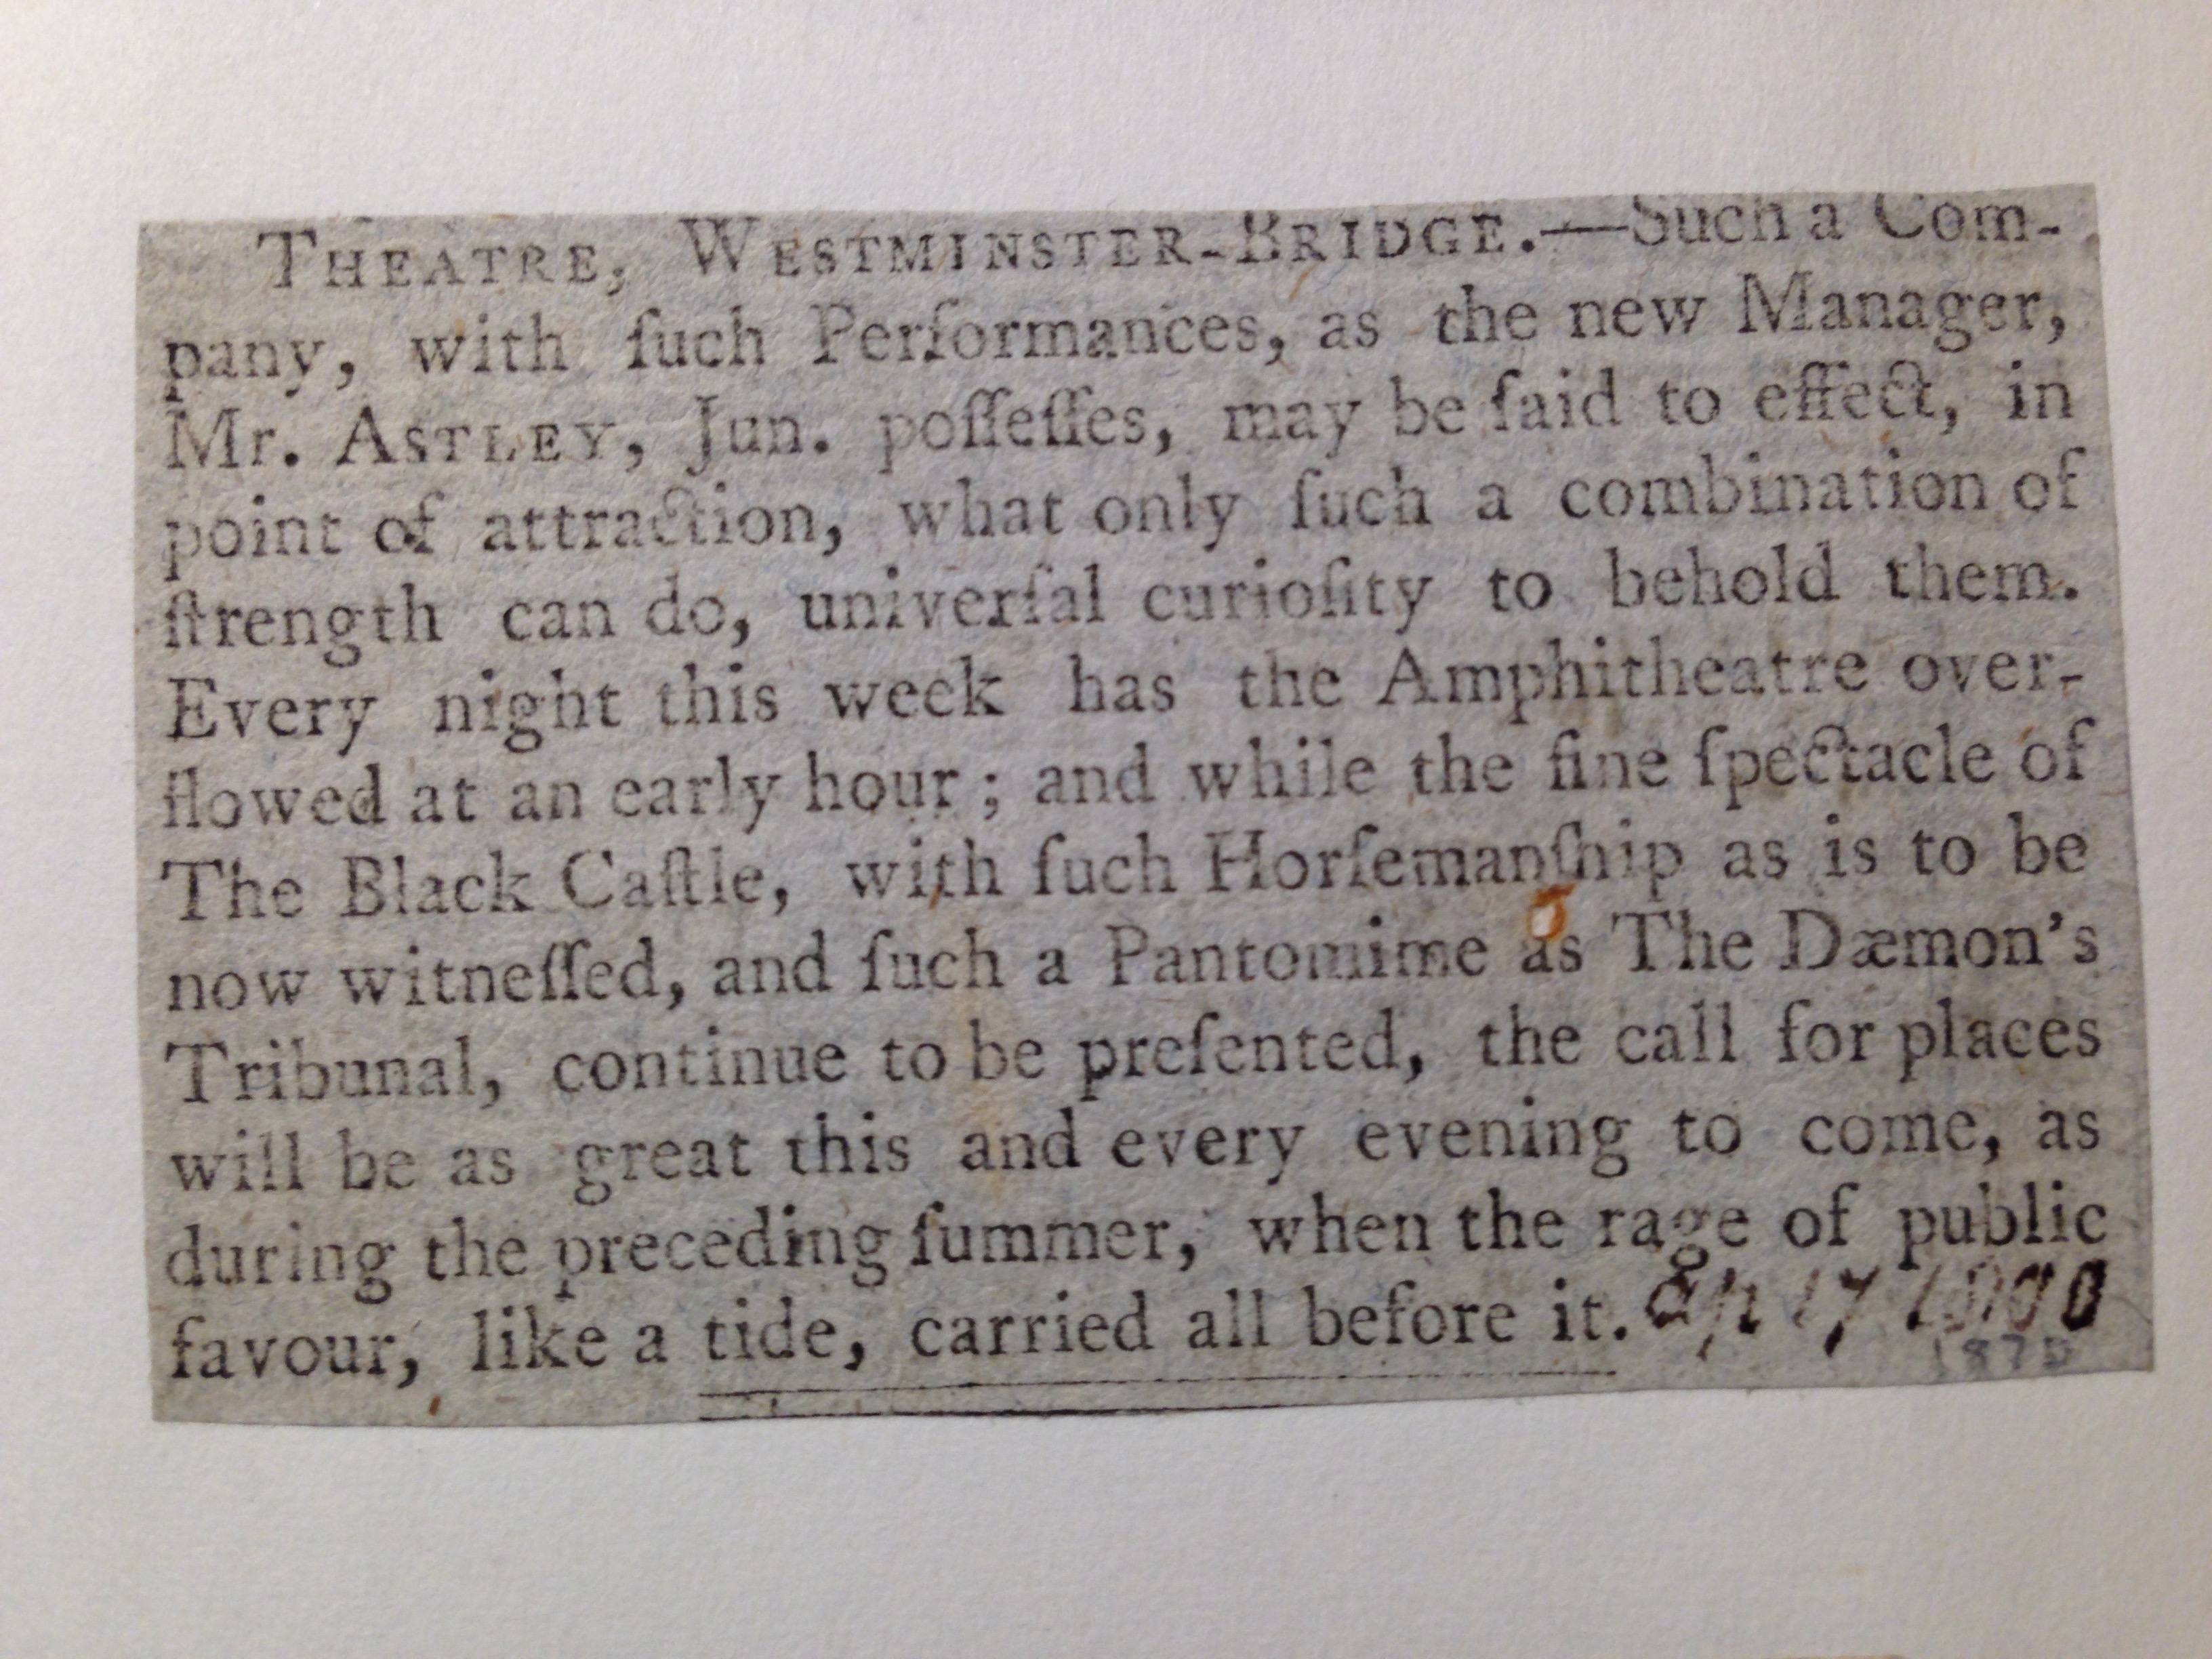 THEATRE, WESTMINSTER-BRIDGE.—Such a Com-
pany, with ſuch Performances, as the new Manager,
Mr. ASTLEY, Jun. poſſeſſes, may be ſaid to effect, in
point of attraction, what only ſuch a combination of
ſtrength can do, univerſal curioſity to behold them.
Every night this week has the Amphitheatre over-
flowed at an early hour; and while the fine ſpectacle of
The Black Caſtle, with ſuch Horſemanſhip as is to be
now witneſſed, and ſuch a Pantomime as The Dæmon's
Tribunal, continue to be preſented, the call for places
will be as great this and every evening to come, as
during the preceding ſummer, when the rage of public
favour, like a tide, carried all before it. Ap 17